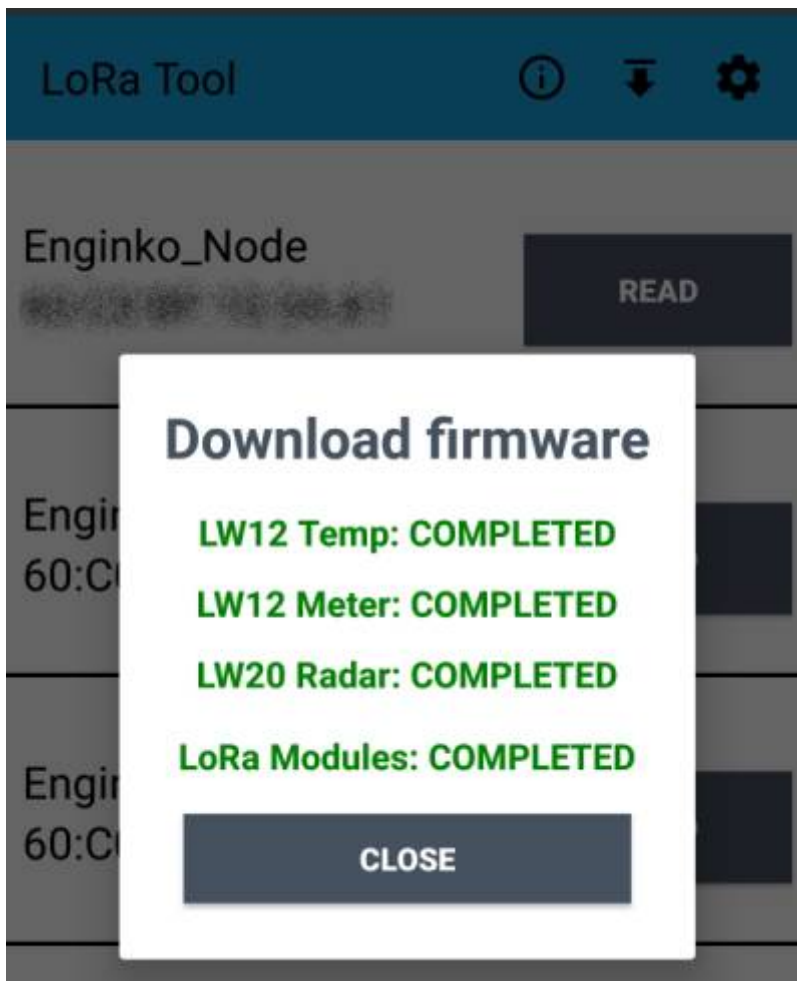 LoRa Tool
Enginko_Node
READ
Download firmware
LW12 Temp: COMPLETED
LW12 Meter: COMPLETED
LW20 Radar: COMPLETED
LoRa Modules: COMPLETED
CLOSE